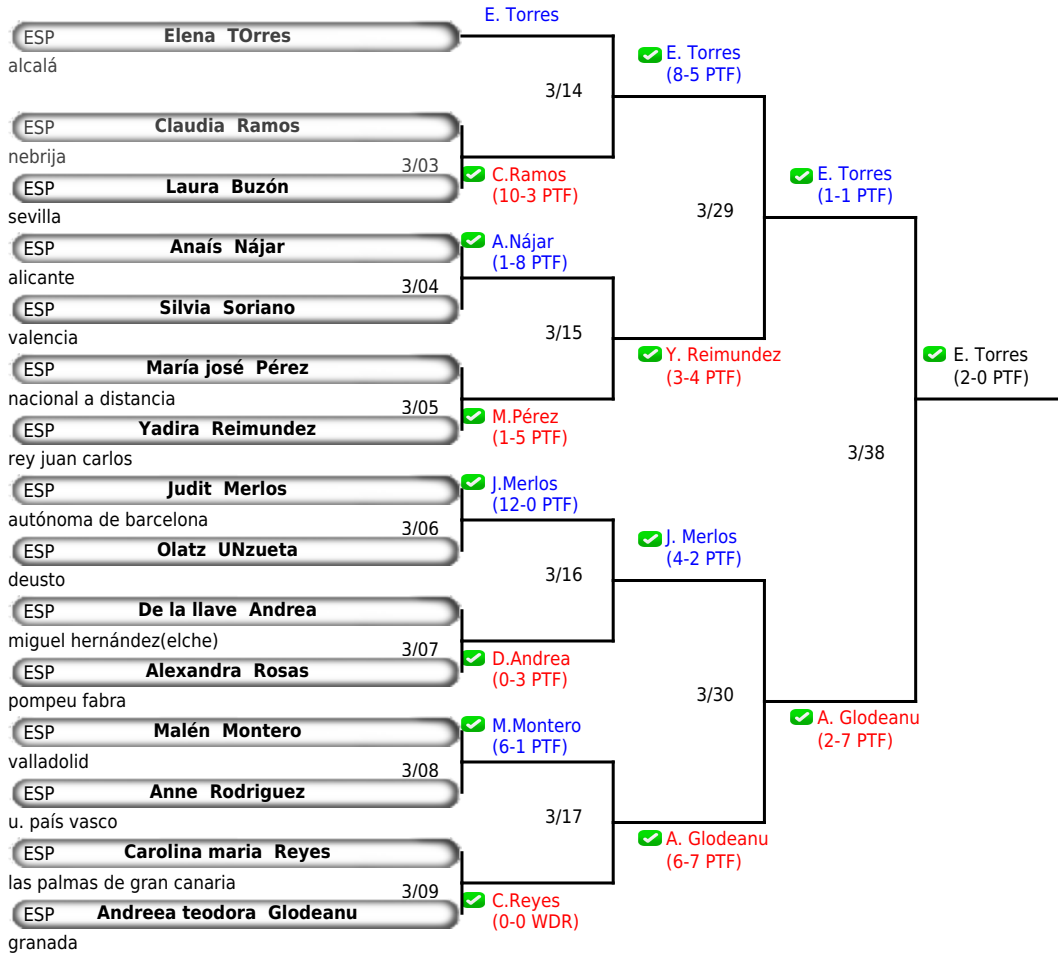 E. Torres
ESP Elena TOrres
alcalá
E. Torres
(8-5 PTF)
3/14
ESP Claudia Ramos
nebrija
3/03
C.Ramos
(10-3 PTF)
E. Torres
(1-1 PTF)
ESP Laura Buzón
sevilla
3/29
ESP Anaís Nájar
A.Nájar
(1-8 PTF)
alicante
3/04
ESP Silvia Soriano
valencia
3/15
Y. Reimundez
(3-4 PTF)
E. Torres
(2-0 PTF)
ESP María josé Pérez
nacional a distancia
3/05
M.Pérez
(1-5 PTF)
ESP Yadira Reimundez
rey juan carlos
3/38
ESP Judit Merlos
J.Merlos
(12-0 PTF)
autónoma de barcelona
3/06
J. Merlos
(4-2 PTF)
ESP Olatz UNzueta
deusto
3/16
ESP De la llave Andrea
miguel hernández(elche)
3/07
D.Andrea
(0-3 PTF)
ESP Alexandra Rosas
pompeu fabra
3/30
A. Glodeanu
(2-7 PTF)
ESP Malén Montero
M.Montero
(6-1 PTF)
valladolid
3/08
ESP Anne Rodriguez
u. país vasco
3/17
A. Glodeanu
(6-7 PTF)
ESP Carolina maria Reyes
las palmas de gran canaria
3/09
C.Reyes
(0-0 WDR)
ESP Andreea teodora Glodeanu
granada